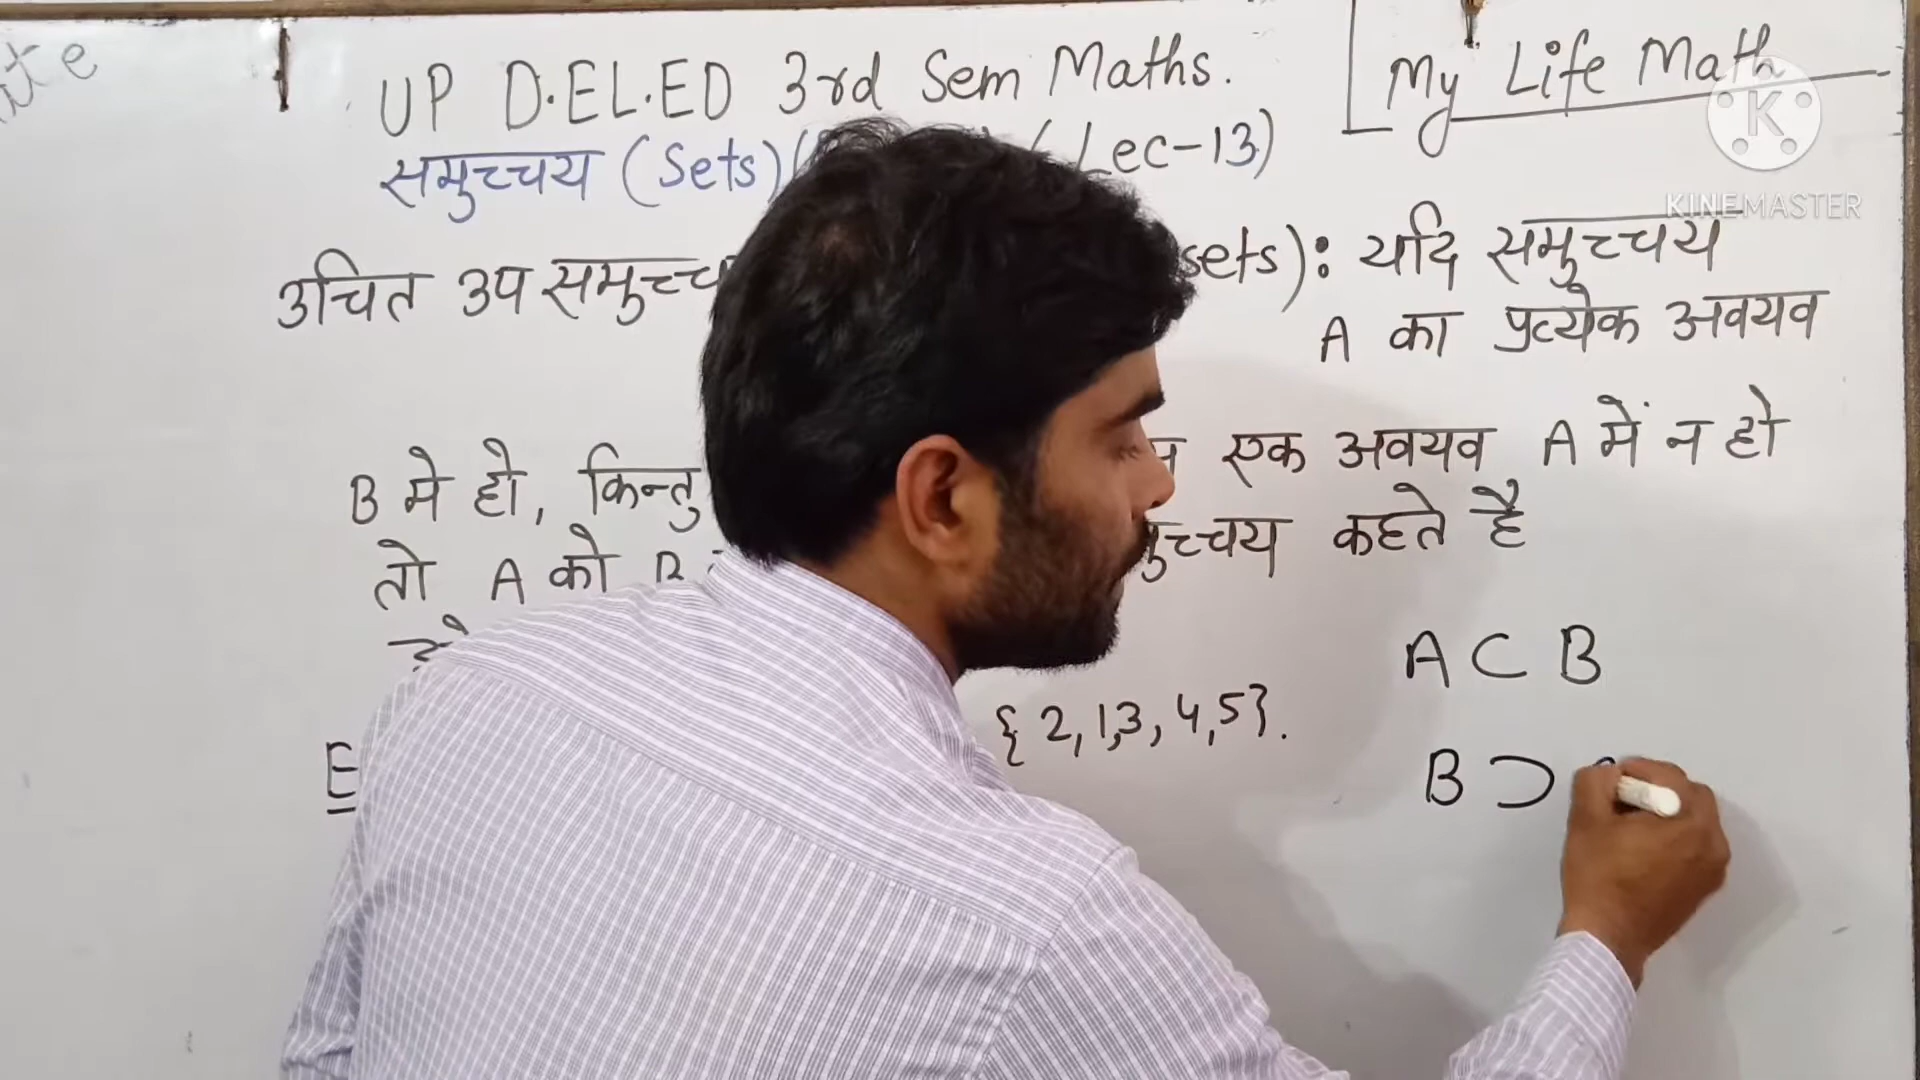 UP D.EL.ED 3rd Sem Maths.
My Life Math
KINEMASTER
समुच्चय (Sets) ( Lec-13)
उचित उप समुच्च sets): यदि समुच्चय
A का प्रत्येक अवयव
B मे हो, किन्तु एक अवयव A में न हो
तो A को B मुच्चय कहते है
E {2,1,3, 4,5}.
A ⊂ B
B ⊃